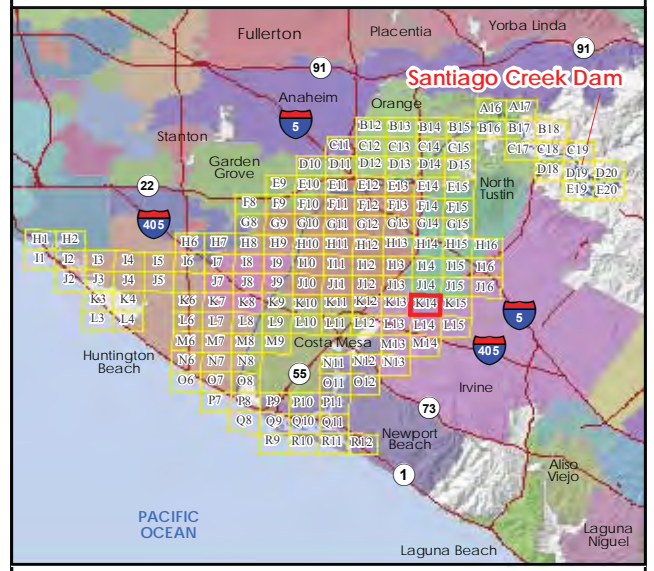 Fullerton
Placentia
Yorba Linda
91
91
Santiago Creek Dam
Anaheim
Orange
A16 A17
5
B12 B13 B14 B15 B16 B17 B18
Stanton
C11 C12 C13 C14 C15 C17 C18 C19
Garden
Grove
D10 D11 D12 D13 D14 D15 D18 D19 D20
22
E9 E10 E11 E12 E13 E14 E15 E19 E20
North
Tustin
F8 F9 F10 F11 F12 F13 F14 F15
405
G8 G9 G10 G11 G12 G13 G14 G15
H1 H2 H6 H7 H8 H9 H10 H11 H12 H13 H14 H15 H16
I1 I2 I3 I4 I5 I6 I7 I8 I9 I10 I11 I12 I13 I14 I15 I16
J2 J3 J4 J5 J6 J7 J8 J9 J10 J11 J12 J13 J14 J15 J16
K3 K4 K6 K7 K8 K9 K10 K11 K12 K13 K14 K15
5
L3 L4 L6 L7 L8 L9 L10 L11 L12 L13 L14 L15
M6 M7 M8 M9 Costa Mesa M13 M14
405
Huntington
Beach
N6 N7 N8 N11 N12 N13
55
O6 O7 O8 O11 O12
Irvine
P7 P8 P9 P10 P11
73
Q8 Q9 Q10 Q11
Newport
Beach
R9 R10 R11 R12
1
Aliso
Viejo
PACIFIC
OCEAN
Laguna
Niguel
Laguna Beach